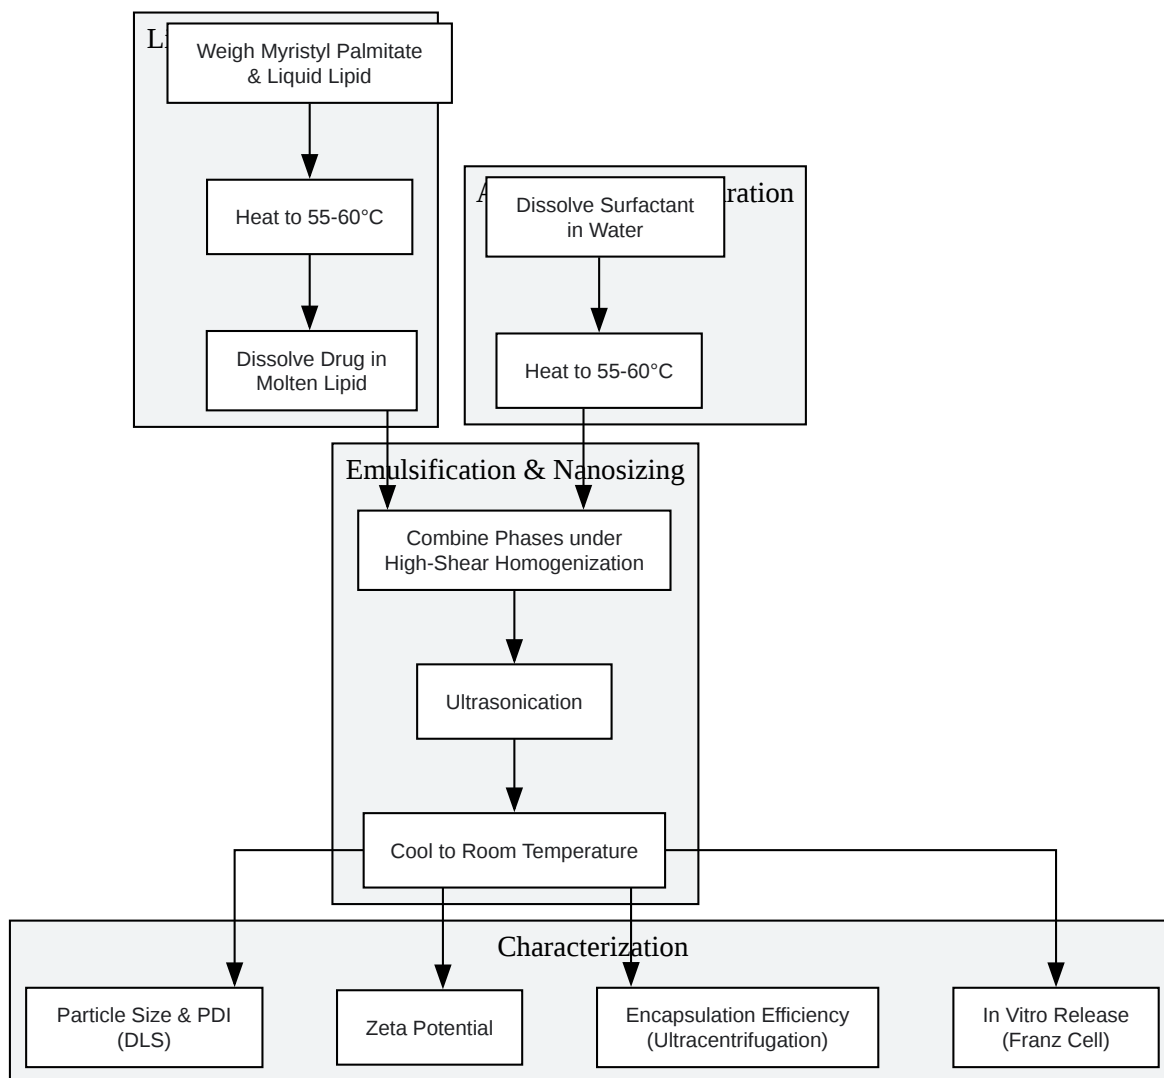 Weigh Myristyl Palmitate
& Liquid Lipid
Heat to 55-60°C
Dissolve Drug in
Molten Lipid
Dissolve Surfactant
in Water
Heat to 55-60°C
Emulsification & Nanosizing
Combine Phases under
High-Shear Homogenization
Ultrasonication
Cool to Room Temperature
Characterization
Particle Size & PDI
(DLS)
Zeta Potential
Encapsulation Efficiency
(Ultracentrifugation)
In Vitro Release
(Franz Cell)